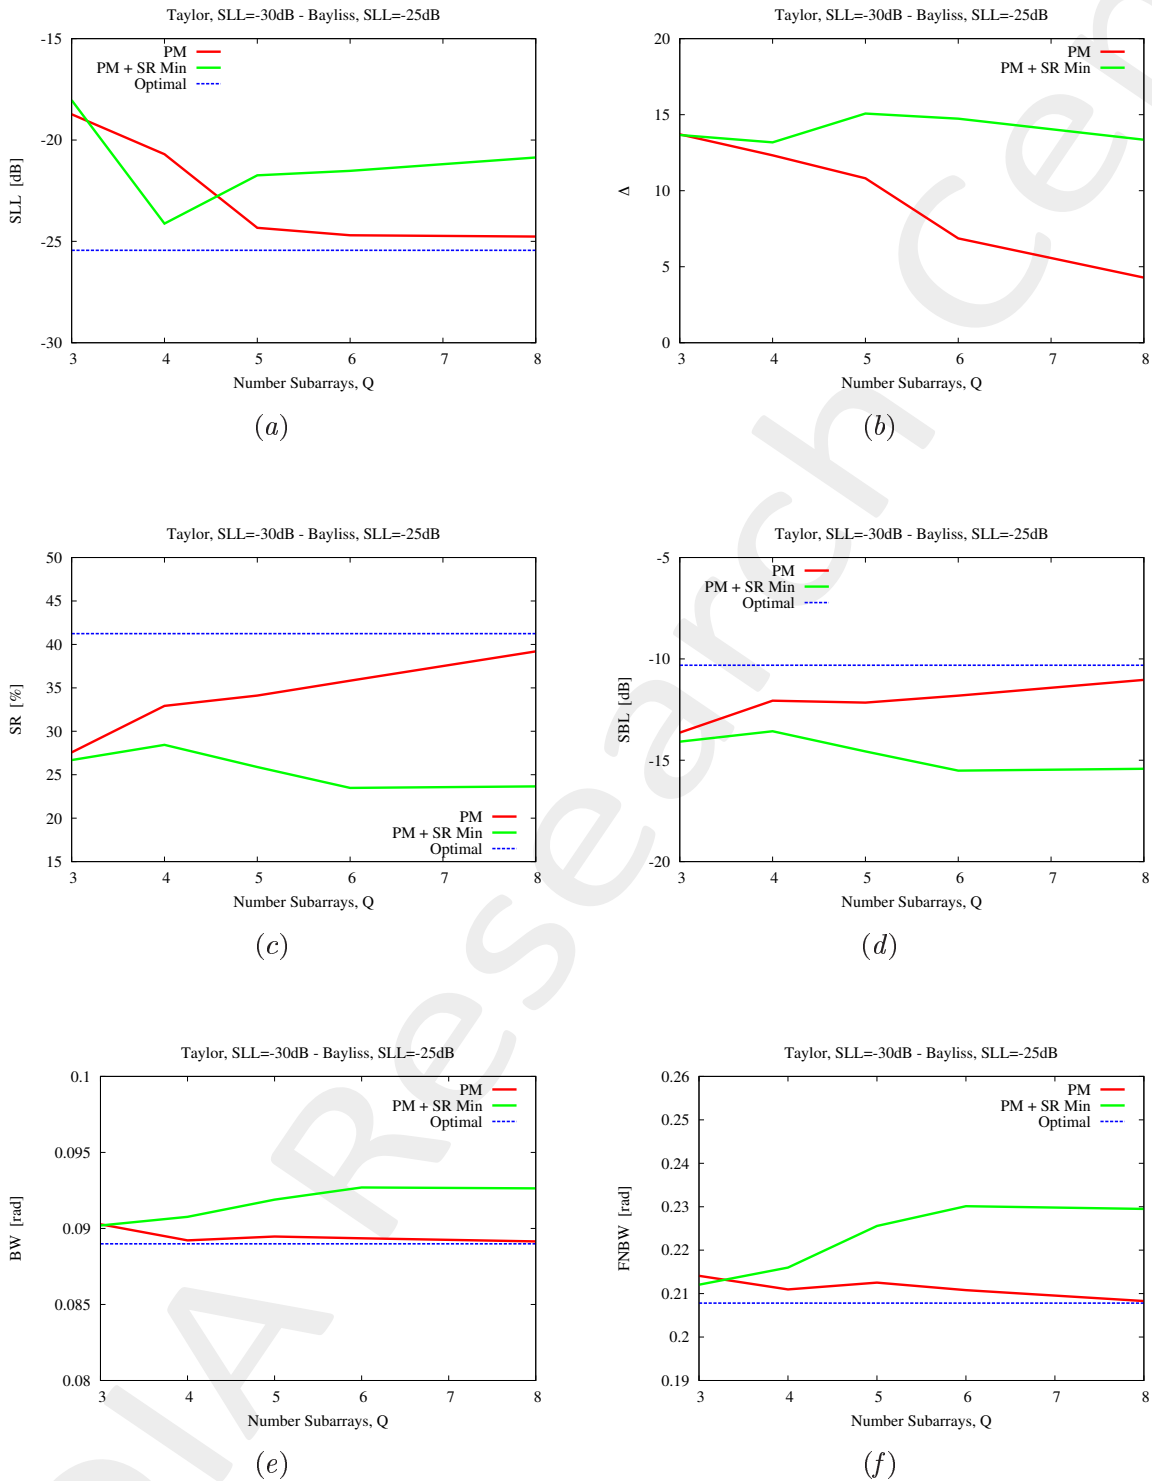 Taylor, SLL=-30dB - Bayliss, SLL=-25dB
-15
-20
-25
-30
SLL [dB]
PM
PM + SR Min
Optimal
3 4 5 6 7 8
Number Subarrays, Q
(a)
Taylor, SLL=-30dB - Bayliss, SLL=-25dB
20
15
10
5
0
Δ
PM
PM + SR Min
3 4 5 6 7 8
Number Subarrays, Q
(b)
Taylor, SLL=-30dB - Bayliss, SLL=-25dB
50
45
40
35
30
25
20
15
SR [%]
PM
PM + SR Min
Optimal
3 4 5 6 7 8
Number Subarrays, Q
(c)
Taylor, SLL=-30dB - Bayliss, SLL=-25dB
-5
-10
-15
-20
SBL [dB]
PM
PM + SR Min
Optimal
3 4 5 6 7 8
Number Subarrays, Q
(d)
Taylor, SLL=-30dB - Bayliss, SLL=-25dB
0.1
0.095
0.09
0.085
0.08
BW [rad]
PM
PM + SR Min
Optimal
3 4 5 6 7 8
Number Subarrays, Q
(e)
Taylor, SLL=-30dB - Bayliss, SLL=-25dB
0.26
0.25
0.24
0.23
0.22
0.21
0.2
0.19
FNBW [rad]
PM
PM + SR Min
Optimal
3 4 5 6 7 8
Number Subarrays, Q
(f)
Research